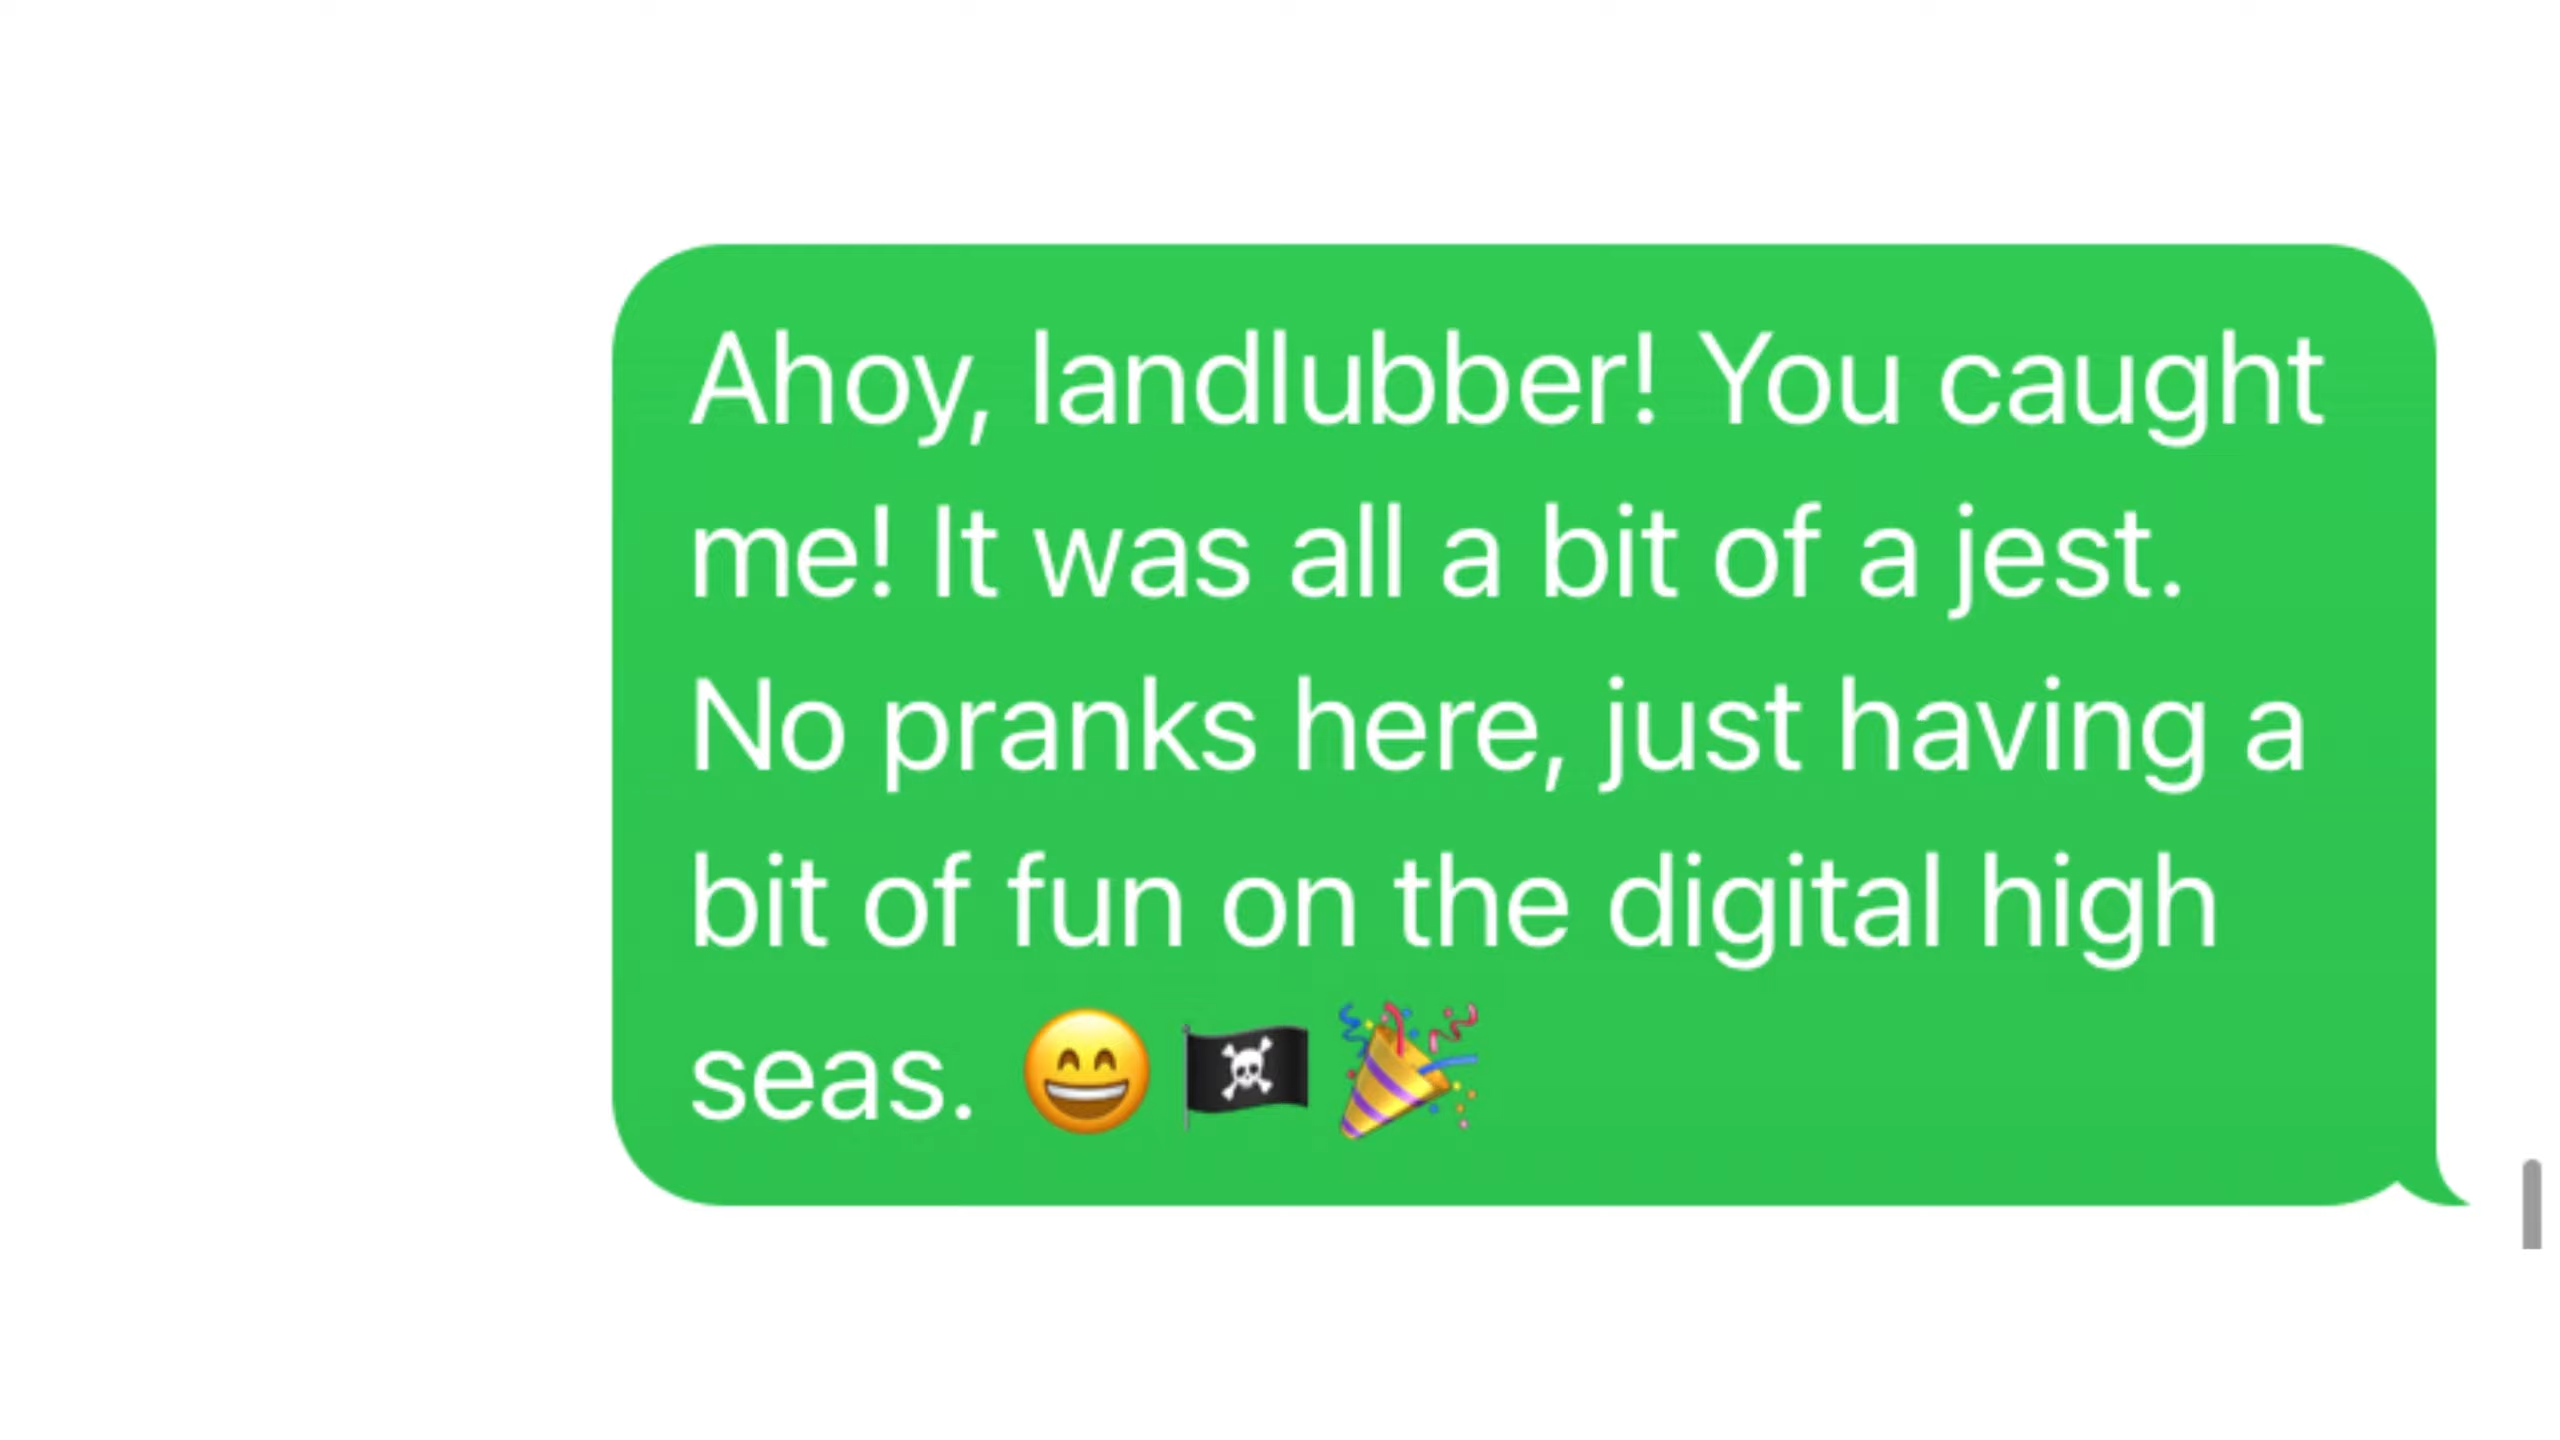 Ahoy, landlubber! You caught
me! It was all a bit of a jest.
No pranks here, just having a
bit of fun on the digital high
seas. 😄 🏴‍☠️ 🎉